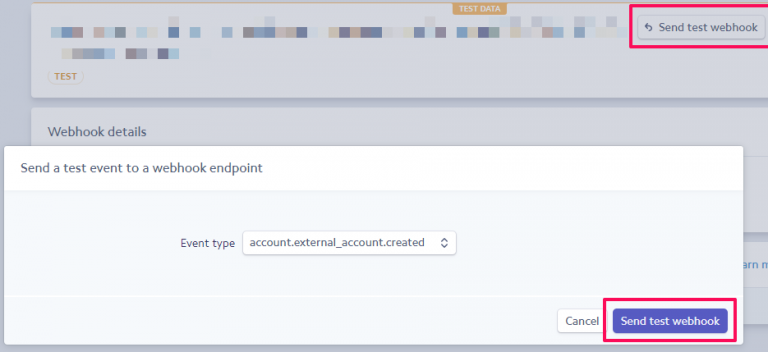 TEST DATA
Send test webhook
TEST
Webhook details
Send a test event to a webhook endpoint
Event type account.external_account.created
arn m
Cancel Send test webhook